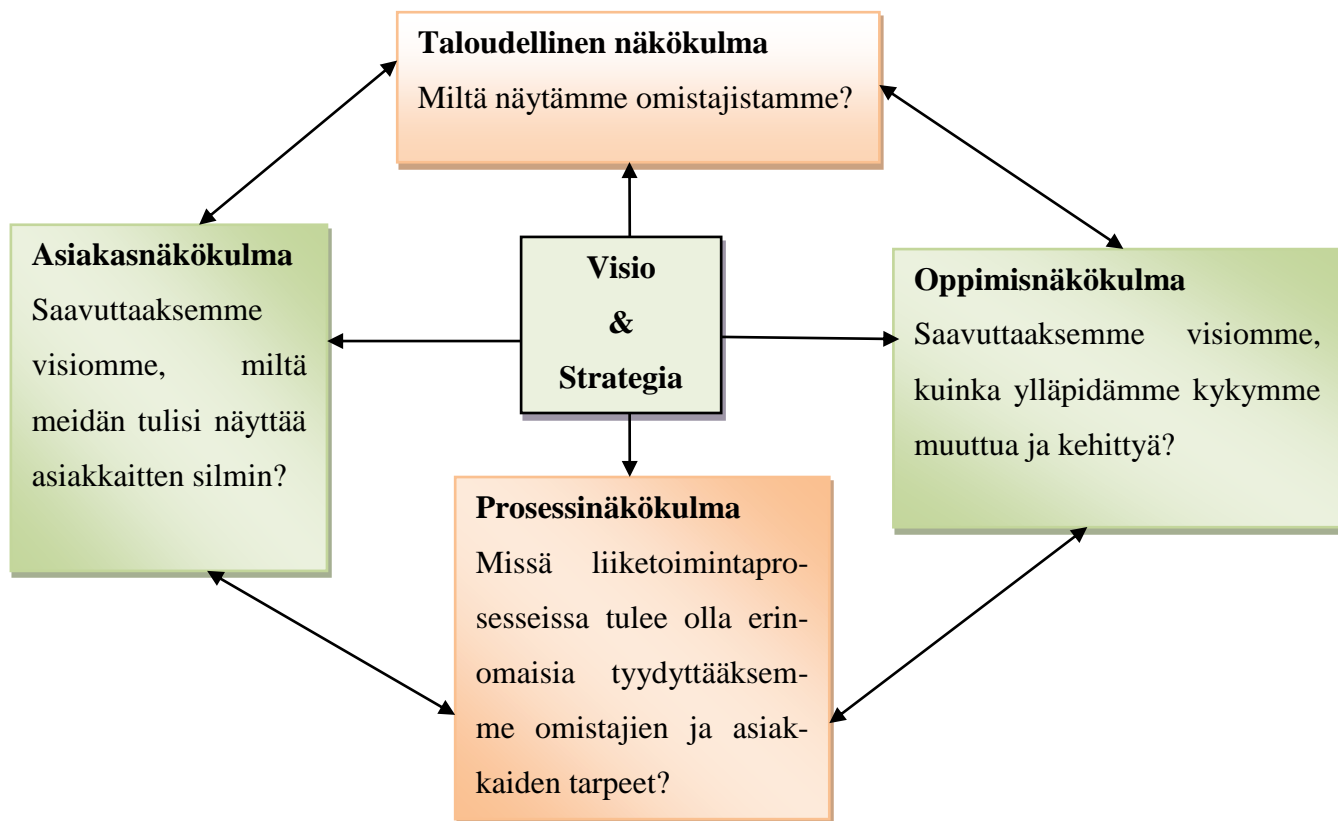 Taloudellinen näkökulma
Miltä näytämme omistajistamme?
Asiakasnäkökulma
Saavuttaaksemme
visiomme, miltä
meidän tulisi näyttää
asiakkaitten silmin?
Visio
&
Strategia
Oppimisnäkökulma
Saavuttaaksemme visiomme,
kuinka ylläpidämme kykymme
muuttua ja kehittyä?
Prosessinäkökulma
Missä liiketoimintapro-
sesseissa tulee olla erin-
omaisia tyydyttääksem-
me omistajien ja asiak-
kaiden tarpeet?